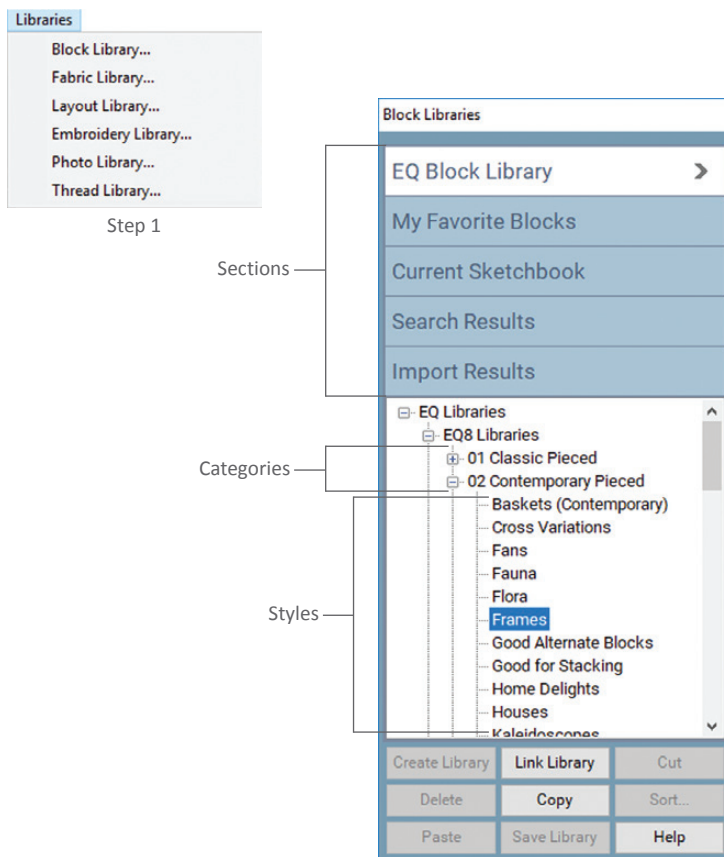 Libraries
Block Library...
Fabric Library...
Layout Library...
Embroidery Library...
Photo Library...
Thread Library...
Step 1
Block Libraries
EQ Block Library
My Favorite Blocks
Sections
Current Sketchbook
Search Results
Import Results
EQ Libraries
EQ8 Libraries
Categories
01 Classic Pieced
02 Contemporary Pieced
Baskets (Contemporary)
Cross Variations
Fans
Fauna
Flora
Styles
Frames
Good Alternate Blocks
Good for Stacking
Home Delights
Houses
Kaleidoscopes
Create Library Link Library Cut
Delete Copy Sort...
Paste Save Library Help